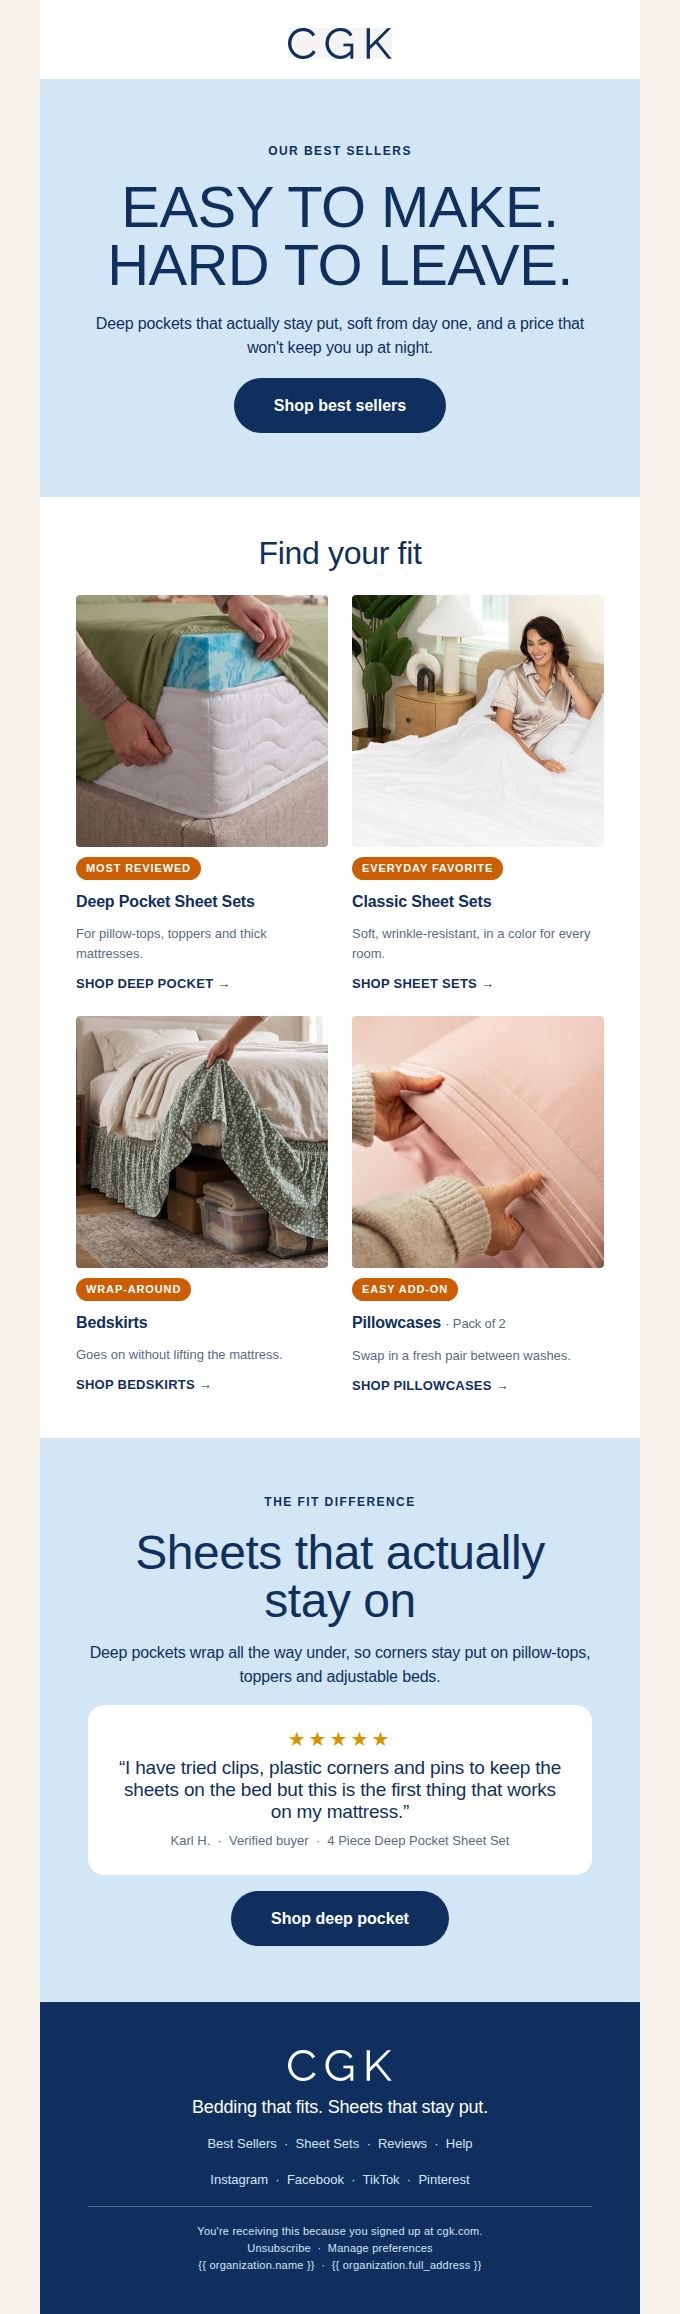 CGK
OUR BEST SELLERS
EASY TO MAKE.
HARD TO LEAVE.
Deep pockets that actually stay put, soft from day one, and a price that
won't keep you up at night.
Shop best sellers
Find your fit
MOST REVIEWED
Deep Pocket Sheet Sets
For pillow-tops, toppers and thick
mattresses.
SHOP DEEP POCKET →
EVERYDAY FAVORITE
Classic Sheet Sets
Soft, wrinkle-resistant, in a color for every
room.
SHOP SHEET SETS →
WRAP-AROUND
Bedskirts
Goes on without lifting the mattress.
SHOP BEDSKIRTS →
EASY ADD-ON
Pillowcases · Pack of 2
Swap in a fresh pair between washes.
SHOP PILLOWCASES →
THE FIT DIFFERENCE
Sheets that actually
stay on
Deep pockets wrap all the way under, so corners stay put on pillow-tops,
toppers and adjustable beds.
★★★★★
“I have tried clips, plastic corners and pins to keep the
sheets on the bed but this is the first thing that works
on my mattress.”
Karl H. · Verified buyer · 4 Piece Deep Pocket Sheet Set
Shop deep pocket
CGK
Bedding that fits. Sheets that stay put.
Best Sellers · Sheet Sets · Reviews · Help
Instagram · Facebook · TikTok · Pinterest
You're receiving this because you signed up at cgk.com.
Unsubscribe · Manage preferences
{{ organization.name }} · {{ organization.full_address }}